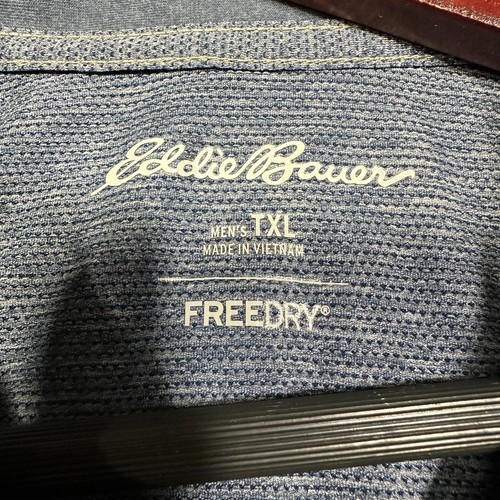 Eddie Bauer
MEN'S TXL
MADE IN VIETNAM
FREEDRY®